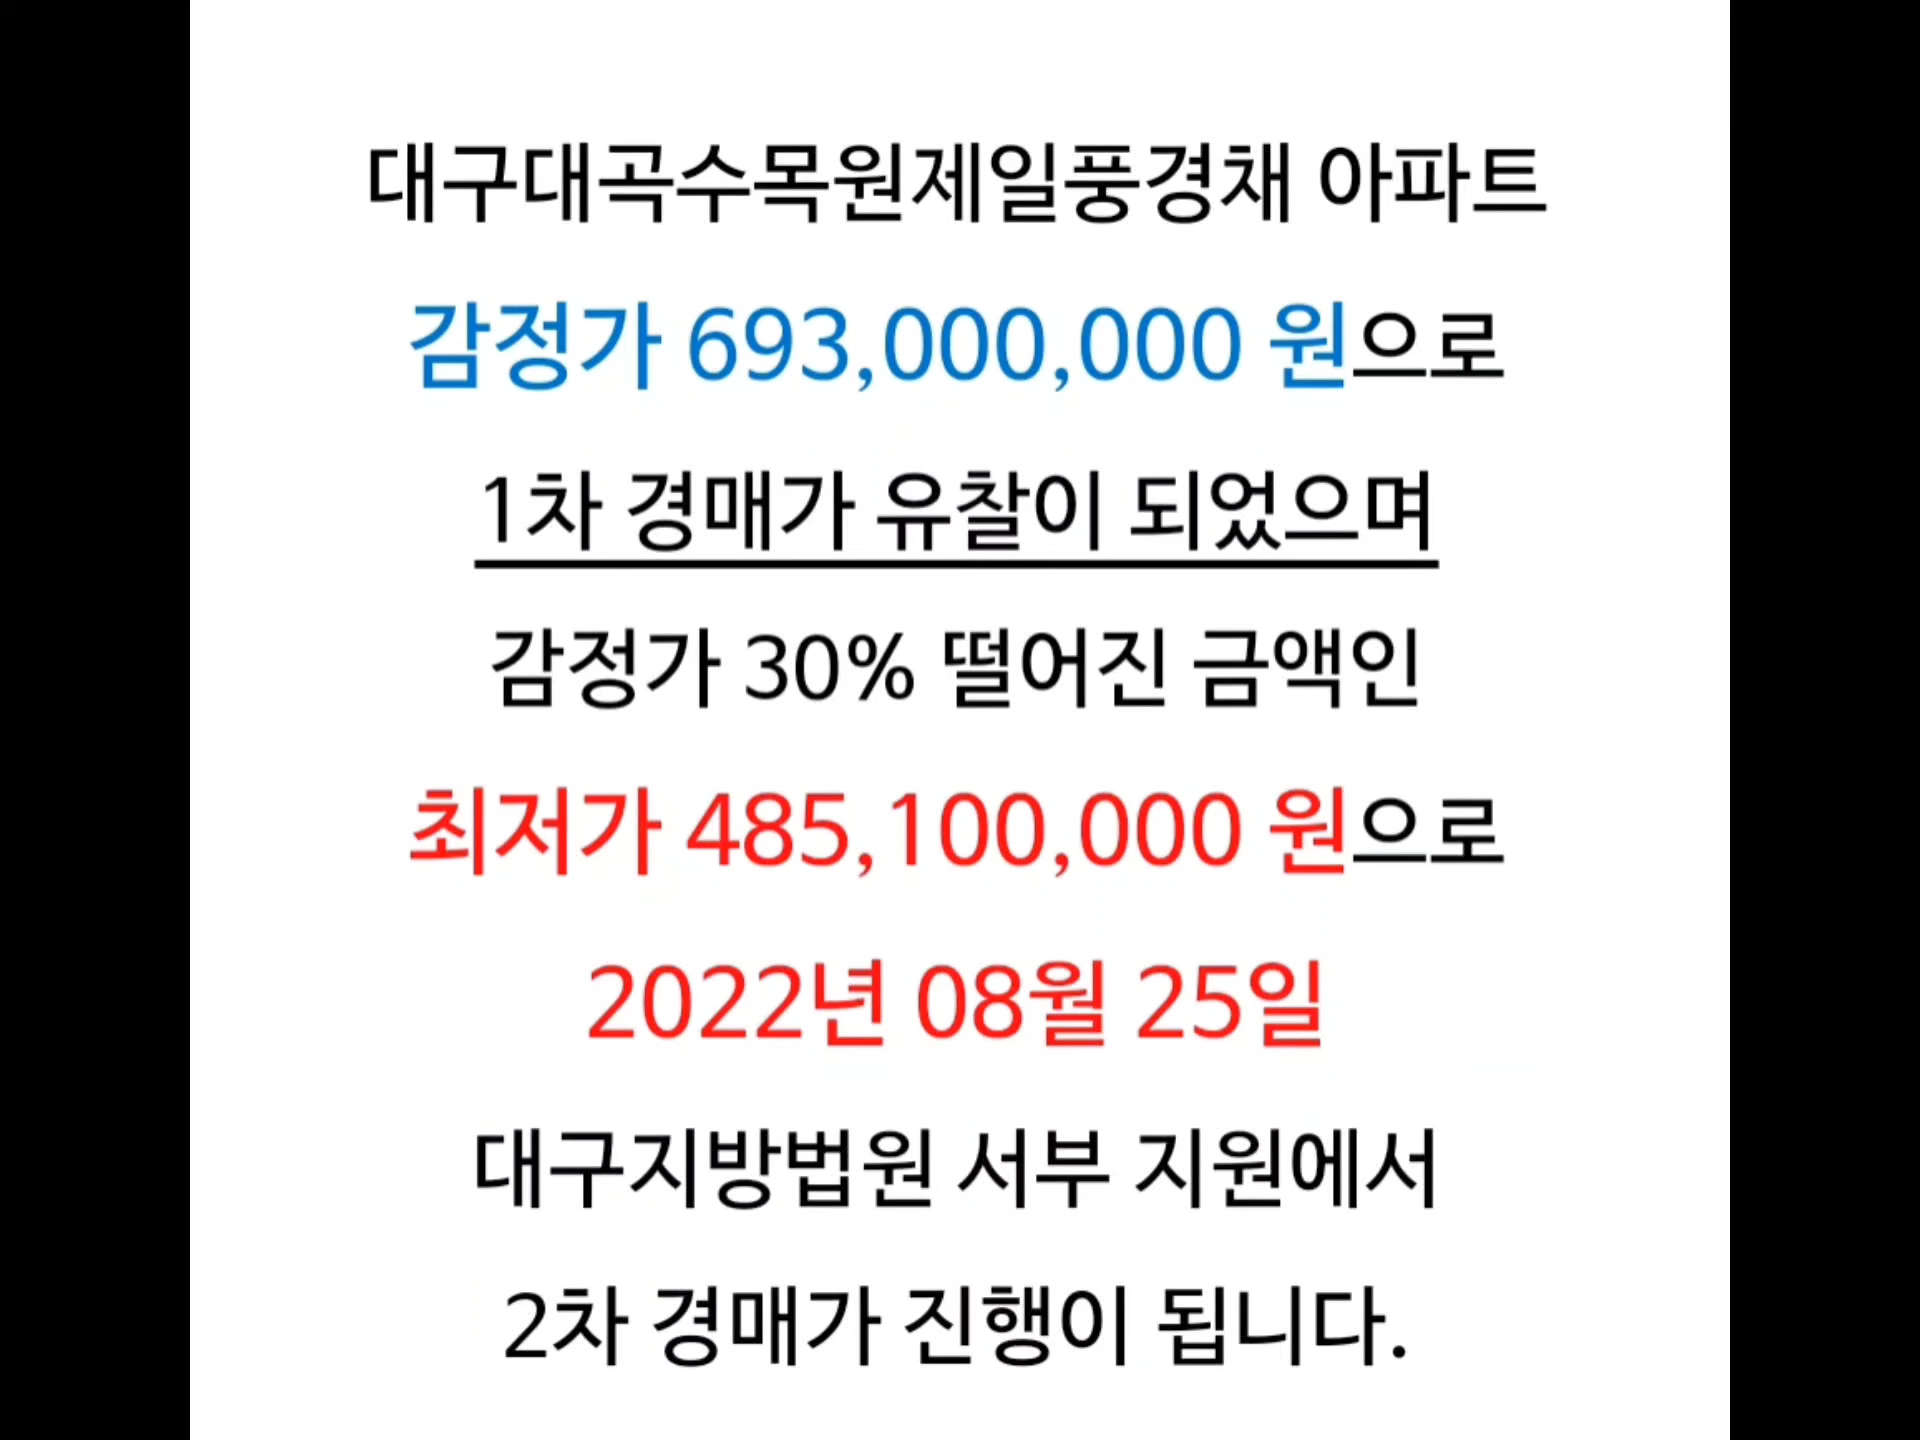 대구대곡수목원제일풍경채 아파트
감정가 693,000,000 원으로
1차 경매가 유찰이 되었으며
감정가 30% 떨어진 금액인
최저가 485,100,000 원으로
2022년 08월 25일
대구지방법원 서부 지원에서
2차 경매가 진행이 됩니다.